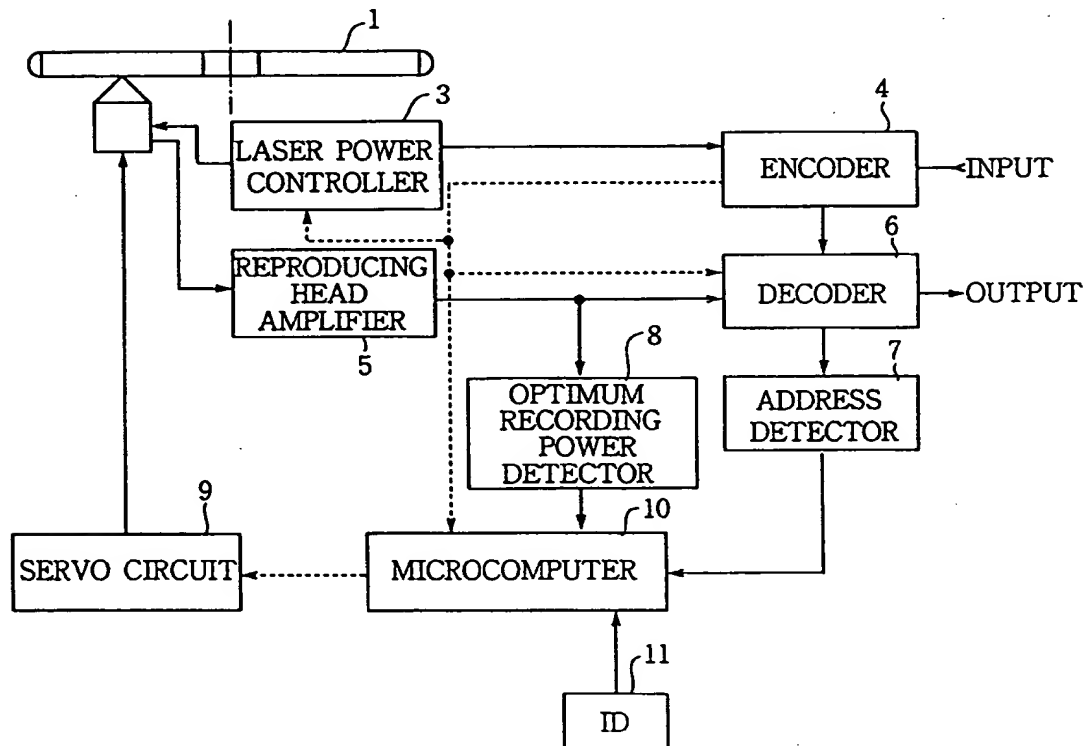 1
3
4
LASER POWER
CONTROLLER
ENCODER
INPUT
6
REPRODUCING
HEAD
AMPLIFIER
DECODER
OUTPUT
5
8
7
OPTIMUM
RECORDING
POWER
DETECTOR
ADDRESS
DETECTOR
9
10
SERVO CIRCUIT
MICROCOMPUTER
11
ID